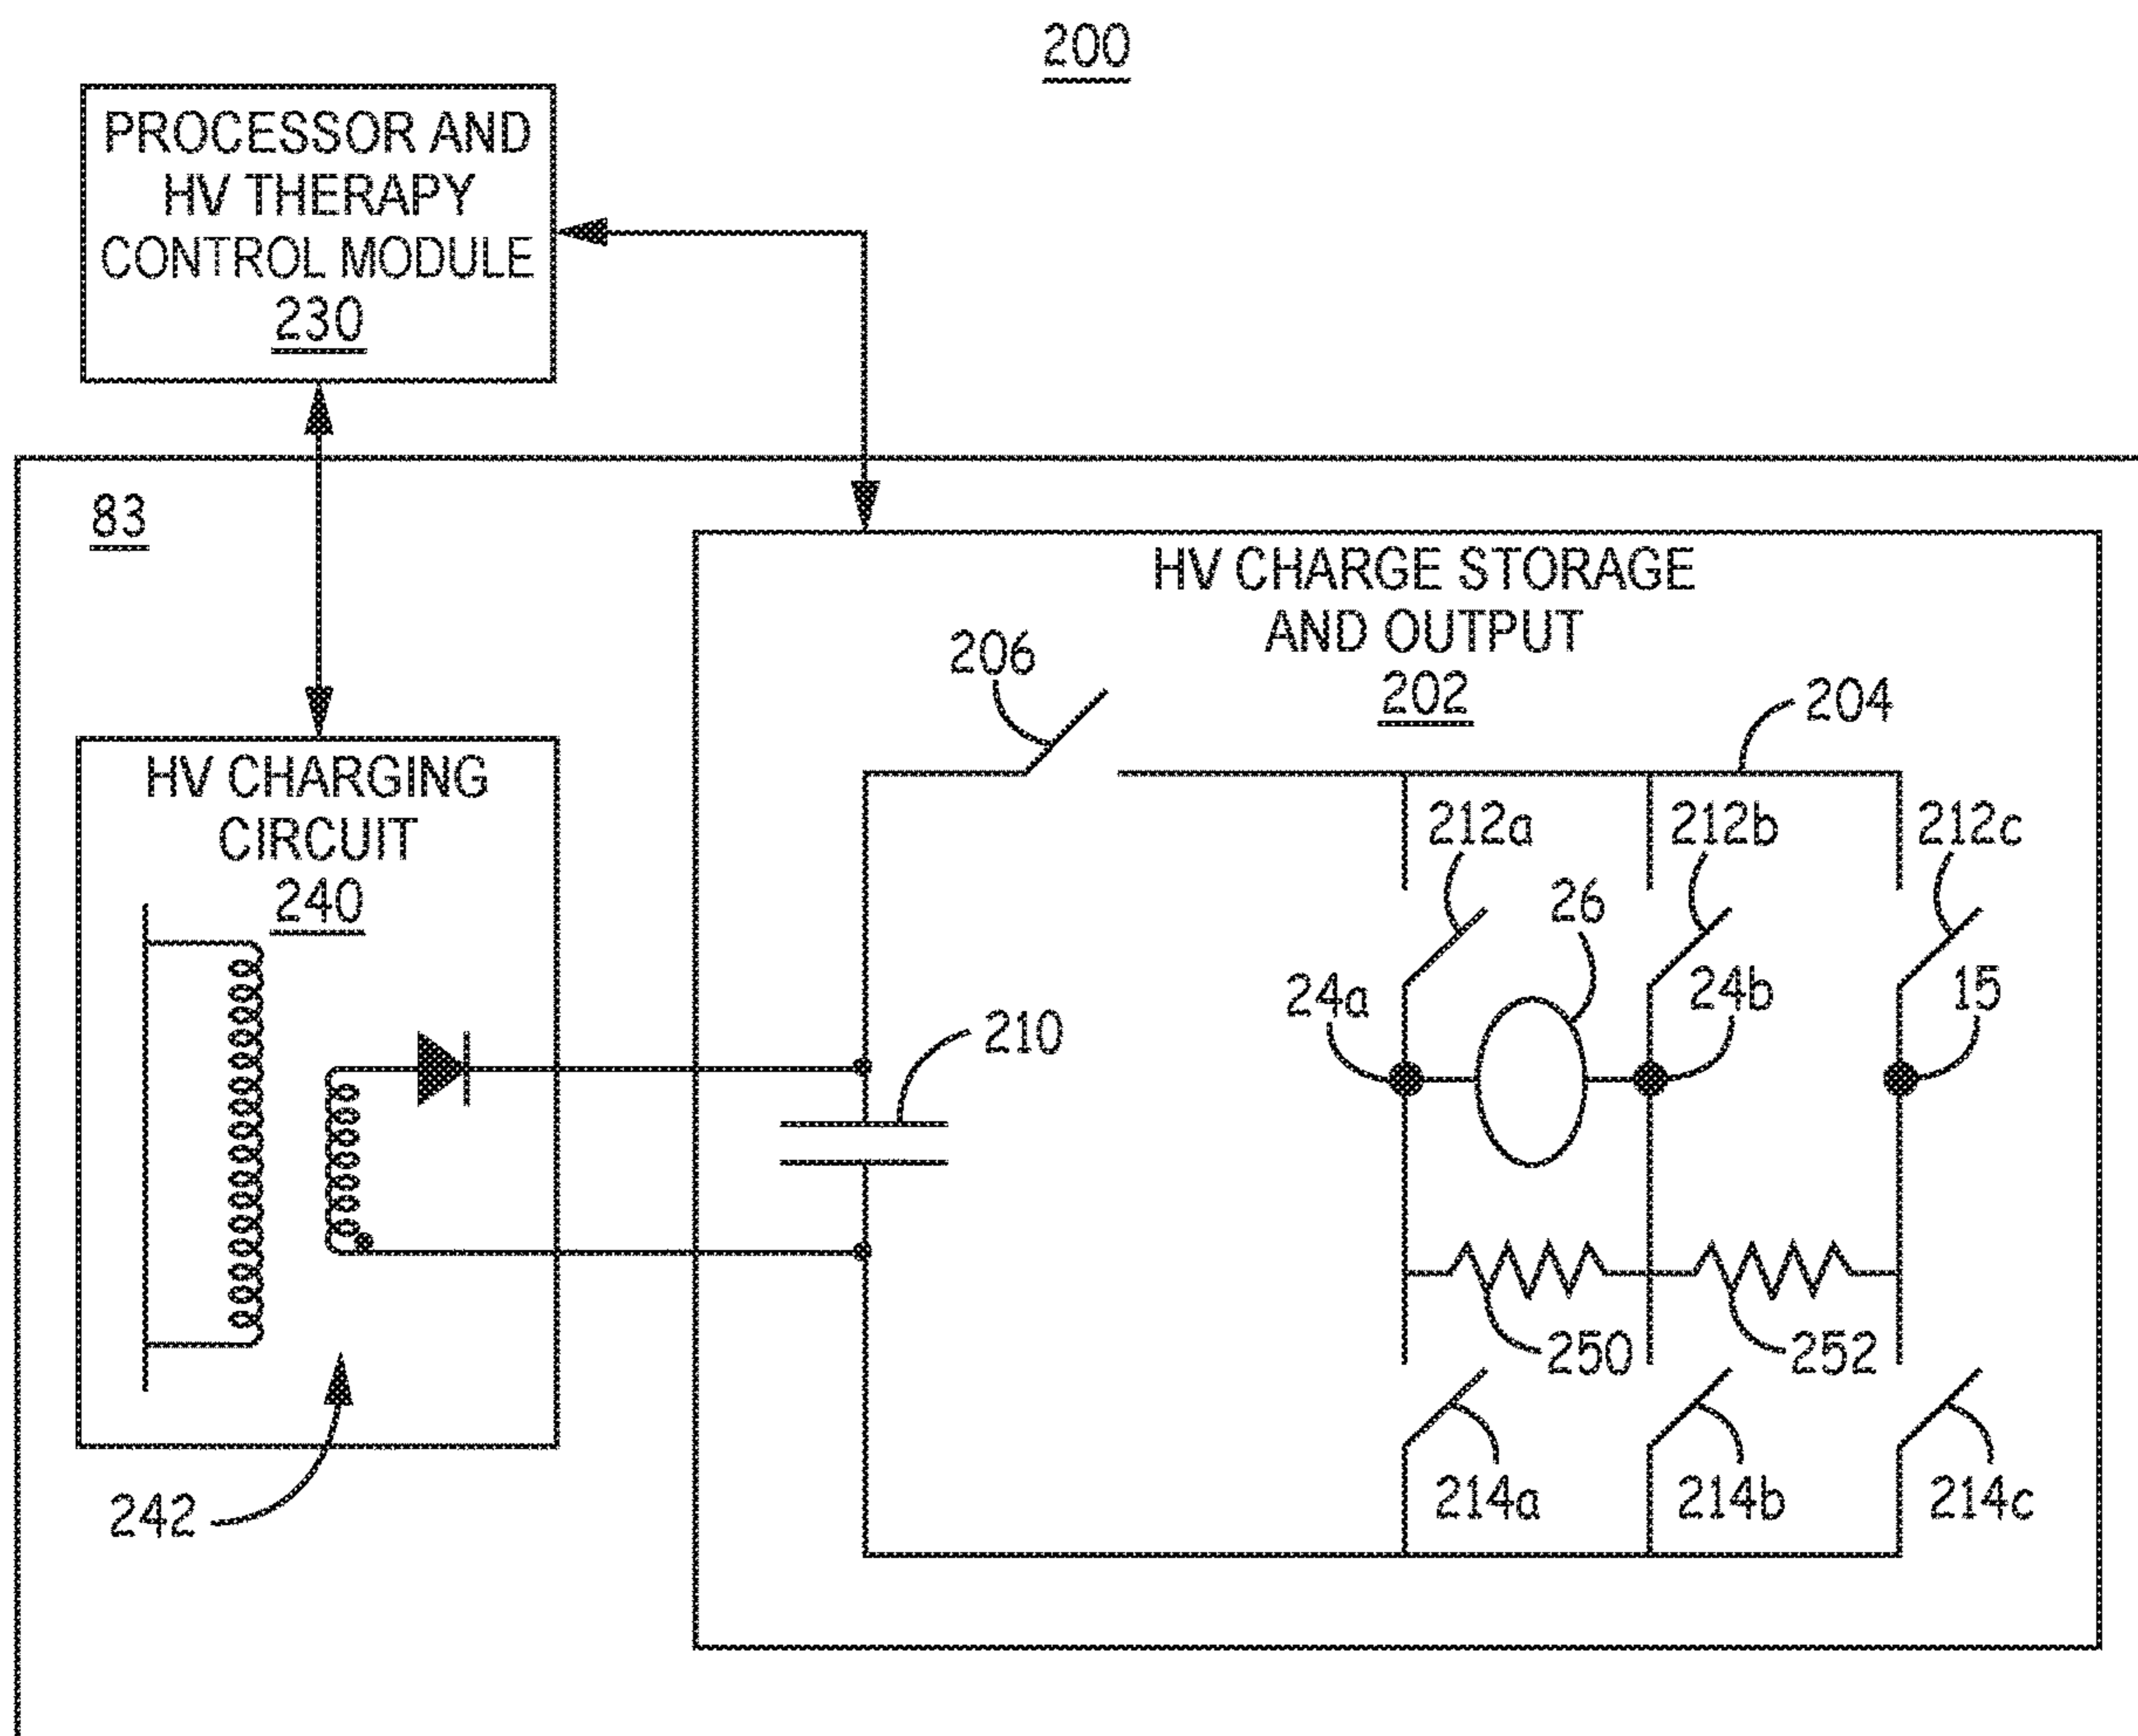 200
PROCESSOR AND
HV THERAPY
CONTROL MODULE
230
83
HV CHARGE STORAGE
AND OUTPUT
202
206
204
HV CHARGING
CIRCUIT
240
212a
212b
212c
26
24a
24b
15
210
250
252
214a
214b
214c
242